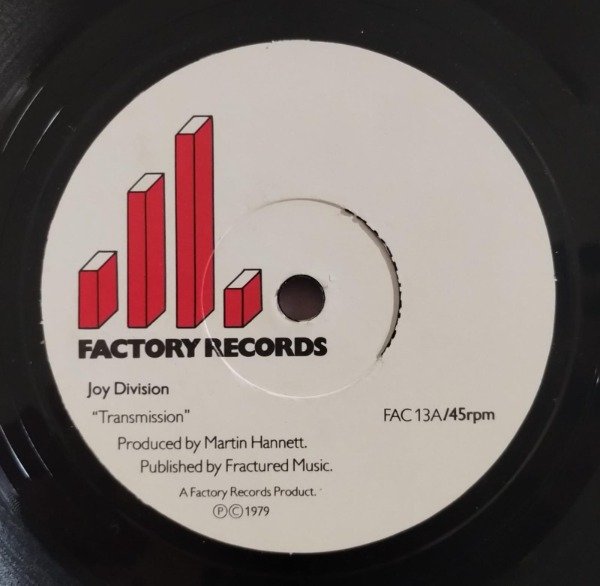 FACTORY RECORDS
Joy Division
“Transmission”
FAC 13A/45rpm
Produced by Martin Hannett.
Published by Fractured Music.
A Factory Records Product.
ⓅⒸ1979